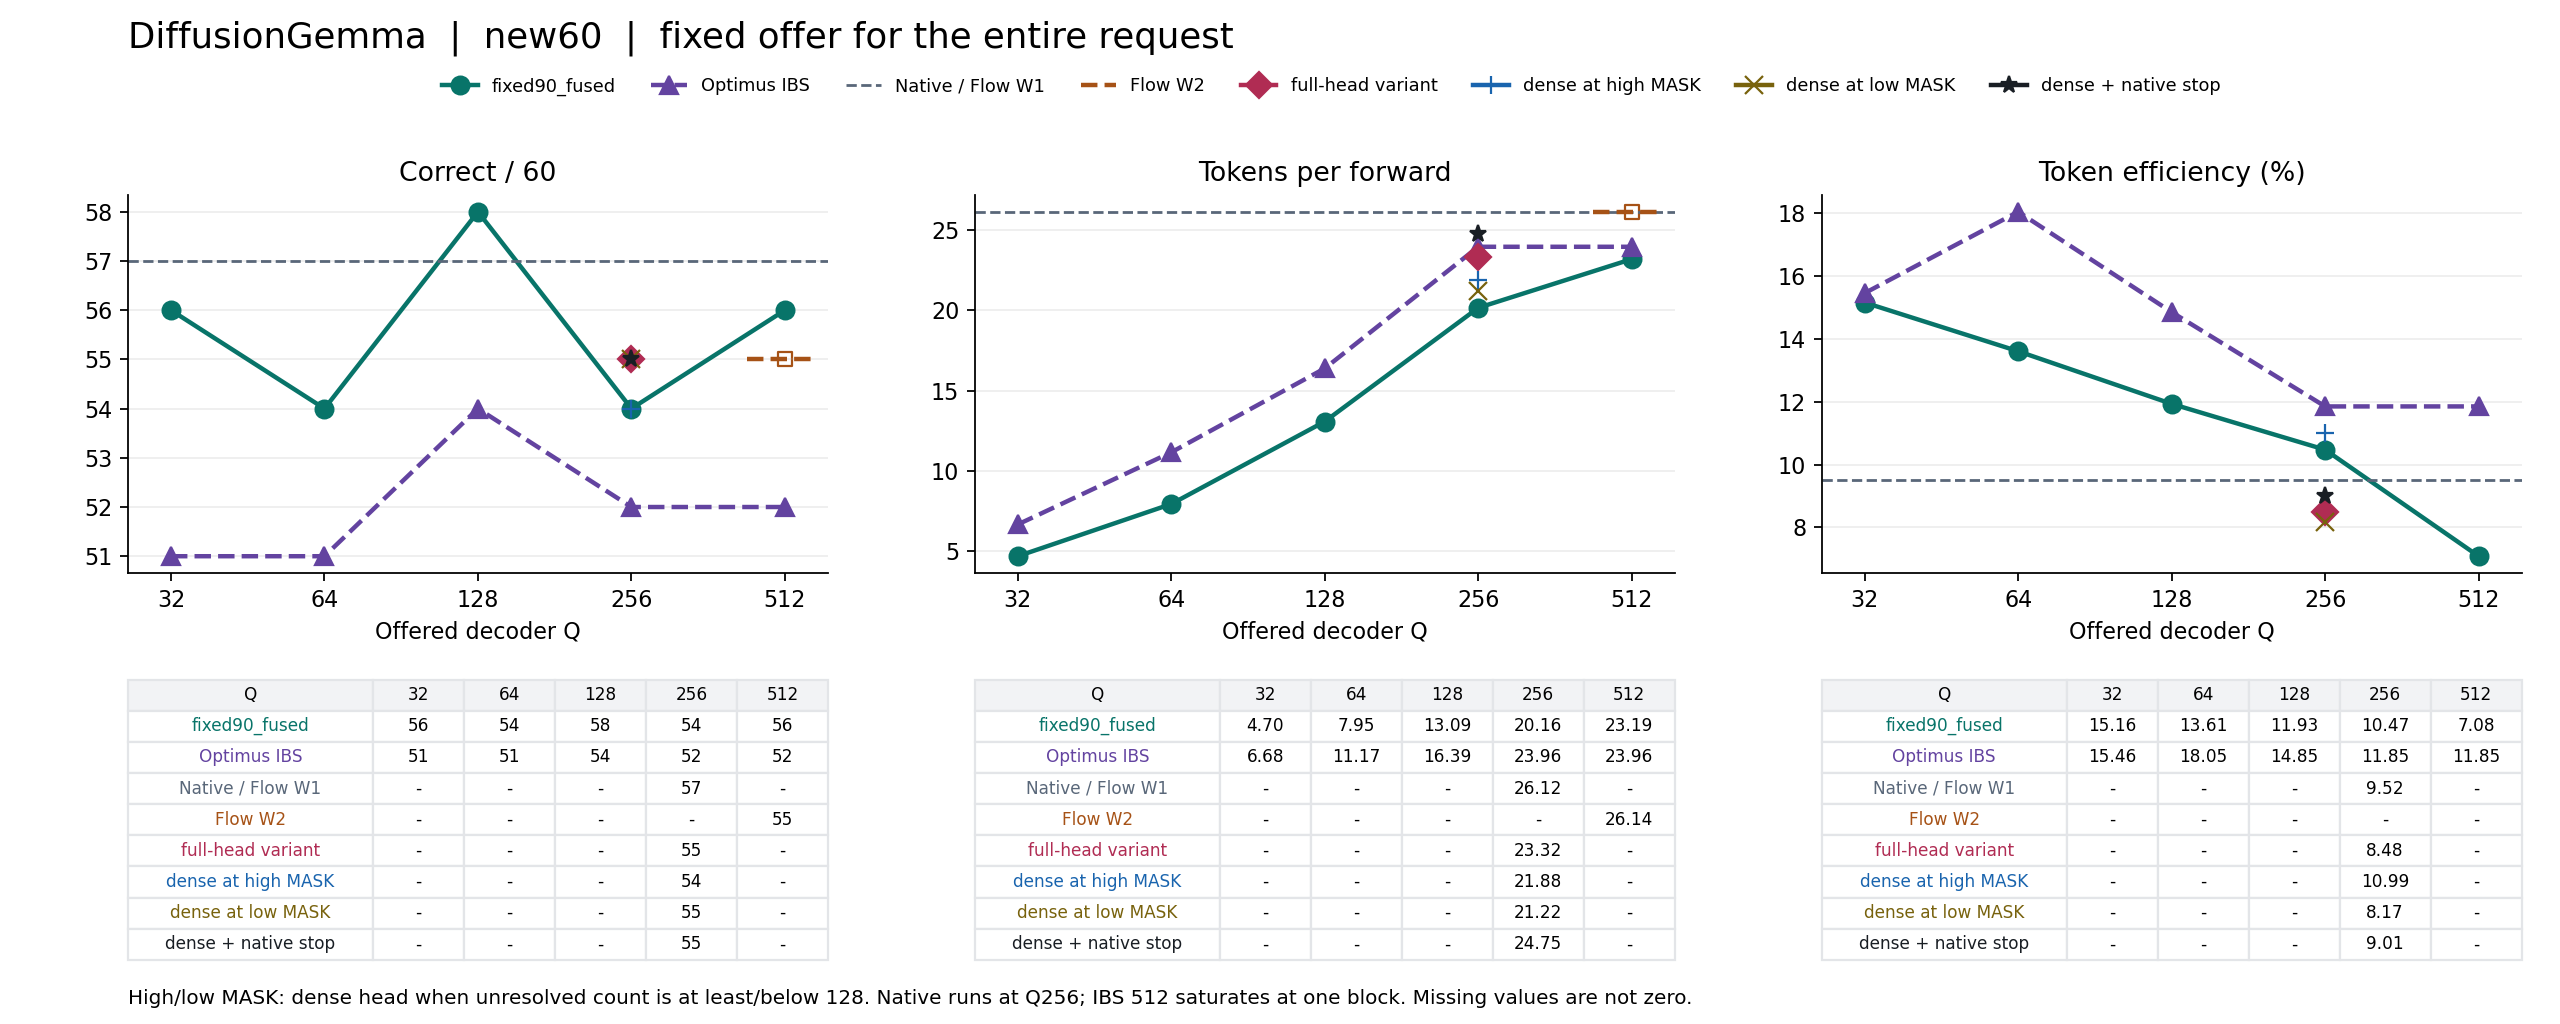 DiffusionGemma | new60 | fixed offer for the entire request
fixed90_fused Optimus IBS Native / Flow W1 Flow W2 full-head variant dense at high MASK dense at low MASK dense + native stop
Correct / 60
58
57
56
55
54
53
52
51
32 64 128 256 512
Offered decoder Q
Tokens per forward
25
20
15
10
5
32 64 128 256 512
Offered decoder Q
Token efficiency (%)
18
16
14
12
10
8
32 64 128 256 512
Offered decoder Q
Q 32 64 128 256 512
fixed90_fused 56 54 58 54 56
Optimus IBS 51 51 54 52 52
Native / Flow W1 - - - 57 -
Flow W2 - - - - 55
full-head variant - - - 55 -
dense at high MASK - - - 54 -
dense at low MASK - - - 55 -
dense + native stop - - - 55 -
Q 32 64 128 256 512
fixed90_fused 4.70 7.95 13.09 20.16 23.19
Optimus IBS 6.68 11.17 16.39 23.96 23.96
Native / Flow W1 - - - 26.12 -
Flow W2 - - - - 26.14
full-head variant - - - 23.32 -
dense at high MASK - - - 21.88 -
dense at low MASK - - - 21.22 -
dense + native stop - - - 24.75 -
Q 32 64 128 256 512
fixed90_fused 15.16 13.61 11.93 10.47 7.08
Optimus IBS 15.46 18.05 14.85 11.85 11.85
Native / Flow W1 - - - 9.52 -
Flow W2 - - - - -
full-head variant - - - 8.48 -
dense at high MASK - - - 10.99 -
dense at low MASK - - - 8.17 -
dense + native stop - - - 9.01 -
High/low MASK: dense head when unresolved count is at least/below 128. Native runs at Q256; IBS 512 saturates at one block. Missing values are not zero.